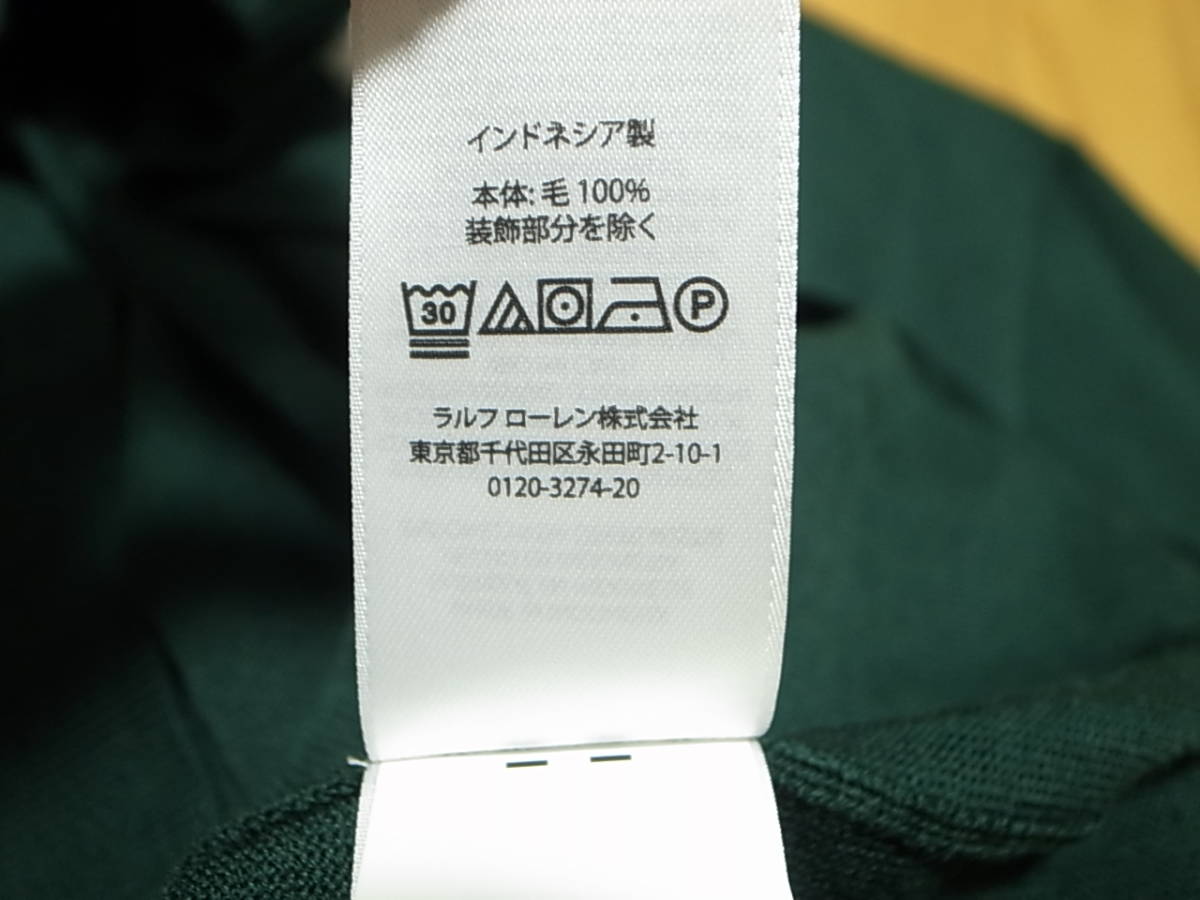 インドネシア製
本体: 毛 100%
装飾部分を除く
30 P
ラルフ ローレン株式会社
東京都千代田区永田町2-10-1
0120-3274-20